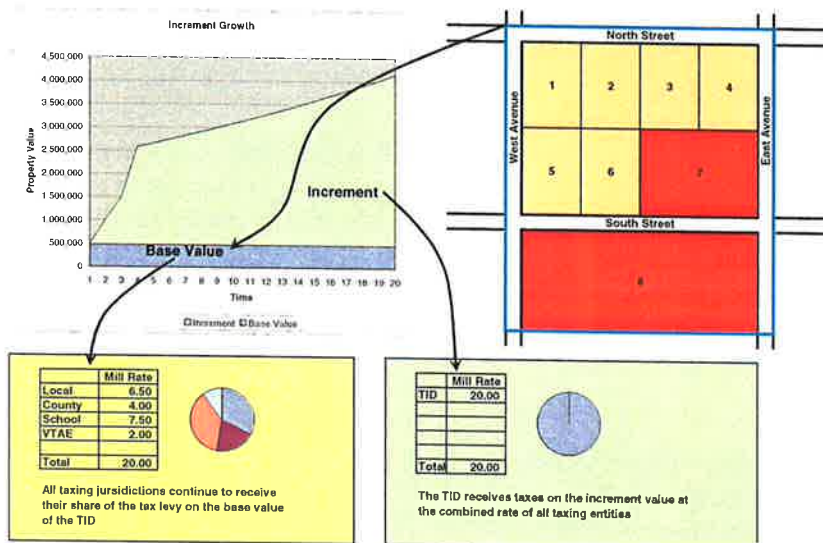 Increment Growth
4,500,000
4,000,000
3,500,000
3,000,000
2,500,000
2,000,000
1,500,000
1,000,000
500,000
0
Property Value
1 2 3 4 5 6 7 8 9 10 11 12 13 14 15 16 17 18 19 20
Time
Increment
Base Value
Increment Base Value
North Street
West Avenue
East Avenue
1 2 3 4
5 6 7
South Street
8
Mill Rate
Local 6.50
County 4.00
School 7.50
VTAE 2.00
Total 20.00
All taxing jursidictions continue to receive
their share of the tax levy on the base value
of the TID
Mill Rate
TID 20.00
Total 20.00
The TID receives taxes on the increment value at
the combined rate of all taxing entities